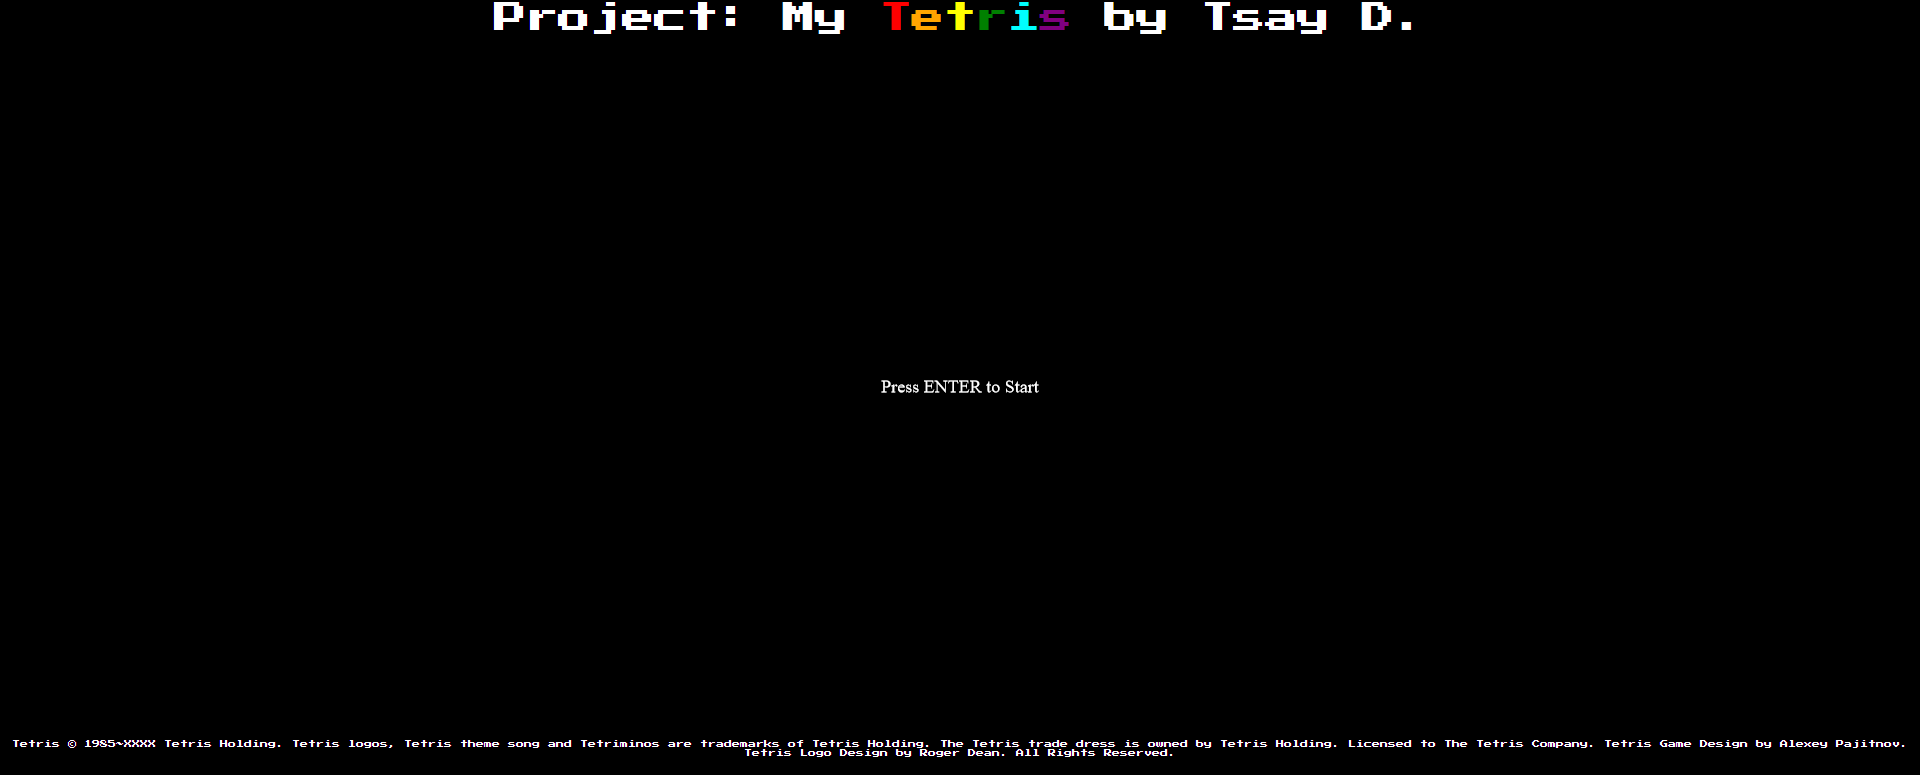 Project: My Tetris by Tsay D.
Press ENTER to Start
Tetris © 1985~XXXX Tetris Holding. Tetris logos, Tetris theme song and Tetriminos are trademarks of Tetris Holding. The Tetris trade dress is owned by Tetris Holding. Licensed to The Tetris Company. Tetris Game Design by Alexey Pajitnov.
Tetris Logo Design by Roger Dean. All Rights Reserved.